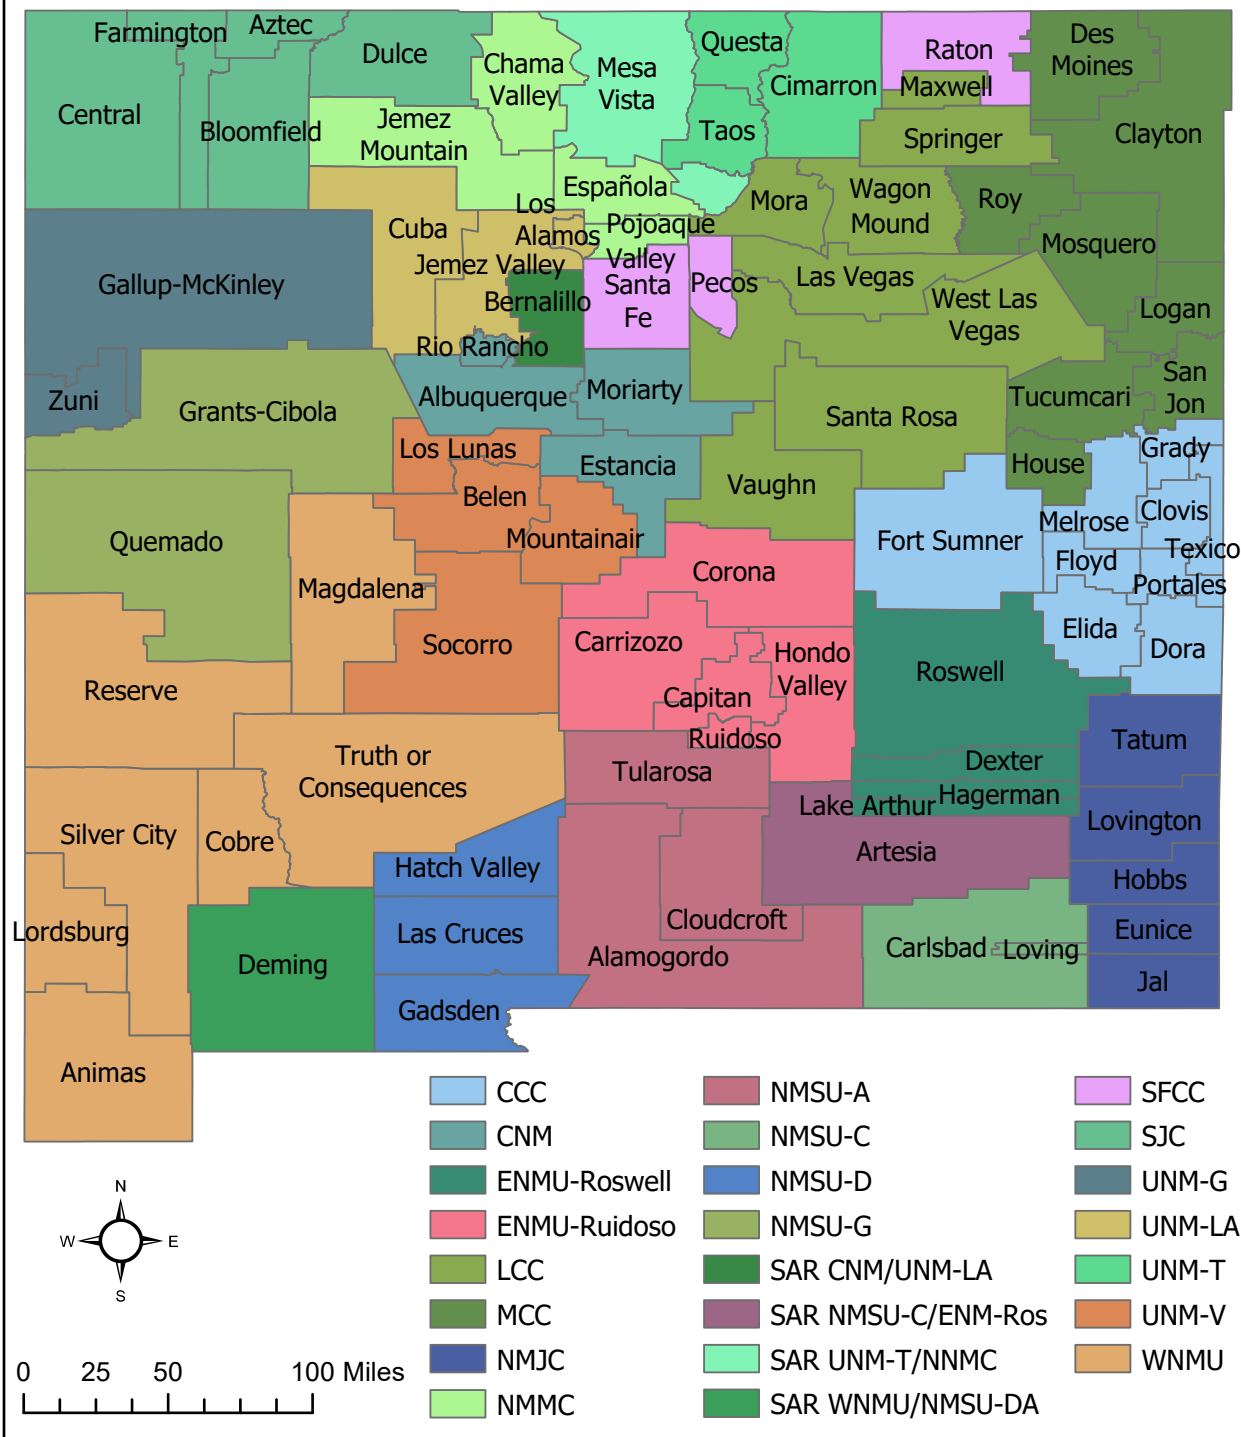 Farmington
Aztec
Dulce
Chama
Valley
Mesa
Vista
Questa
Cimarron
Raton
Maxwell
Des
Moines
Central
Bloomfield
Jemez
Mountain
Taos
Springer
Clayton
Española
Mora
Wagon
Mound
Roy
Cuba
Los
Alamos
Pojoaque
Valley
Mosquero
Gallup-McKinley
Jemez Valley
Bernalillo
Santa
Fe
Pecos
Las Vegas
West Las
Vegas
Logan
Rio Rancho
Zuni
Grants-Cibola
Albuquerque
Moriarty
Santa Rosa
Tucumcari
San
Jon
Los Lunas
Estancia
Vaughn
House
Grady
Belen
Quemado
Mountainair
Fort Sumner
Melrose
Clovis
Texico
Magdalena
Corona
Floyd
Portales
Socorro
Carrizozo
Hondo
Valley
Roswell
Elida
Dora
Reserve
Capitan
Ruidoso
Truth or
Consequences
Tularosa
Dexter
Tatum
Lake Arthur
Hagerman
Silver City
Cobre
Hatch Valley
Artesia
Lovington
Hobbs
Lordsburg
Las Cruces
Cloudcroft
Carlsbad
Loving
Eunice
Deming
Alamogordo
Jal
Gadsden
Animas
CCC
CNM
ENMU-Roswell
ENMU-Ruidoso
LCC
MCC
NMJC
NMMC
NMSU-A
NMSU-C
NMSU-D
NMSU-G
SAR CNM/UNM-LA
SAR NMSU-C/ENM-Ros
SAR UNM-T/NNMC
SAR WNMU/NMSU-DA
SFCC
SJC
UNM-G
UNM-LA
UNM-T
UNM-V
WNMU
N
W
E
S
0 25 50 100 Miles